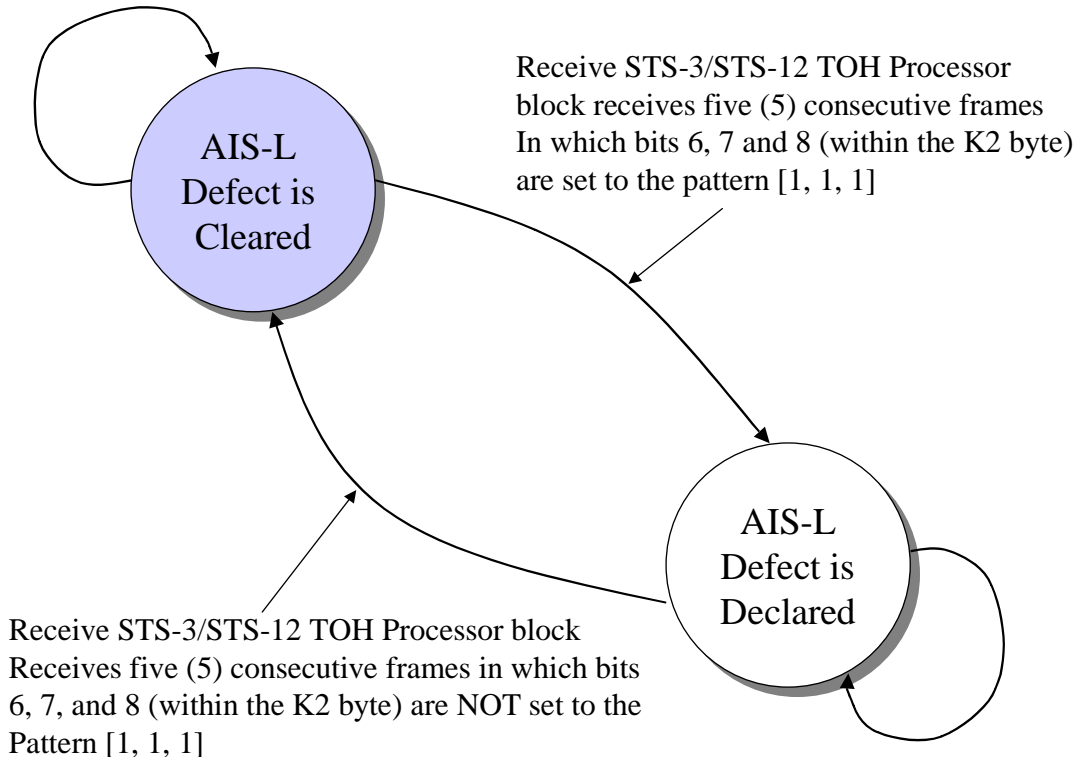 Receive STS-3/STS-12 TOH Processor
block receives five (5) consecutive frames
In which bits 6, 7 and 8 (within the K2 byte)
are set to the pattern [1, 1, 1]
AIS-L
Defect is
Cleared
AIS-L
Defect is
Declared
Receive STS-3/STS-12 TOH Processor block
Receives five (5) consecutive frames in which bits
6, 7, and 8 (within the K2 byte) are NOT set to the
Pattern [1, 1, 1]